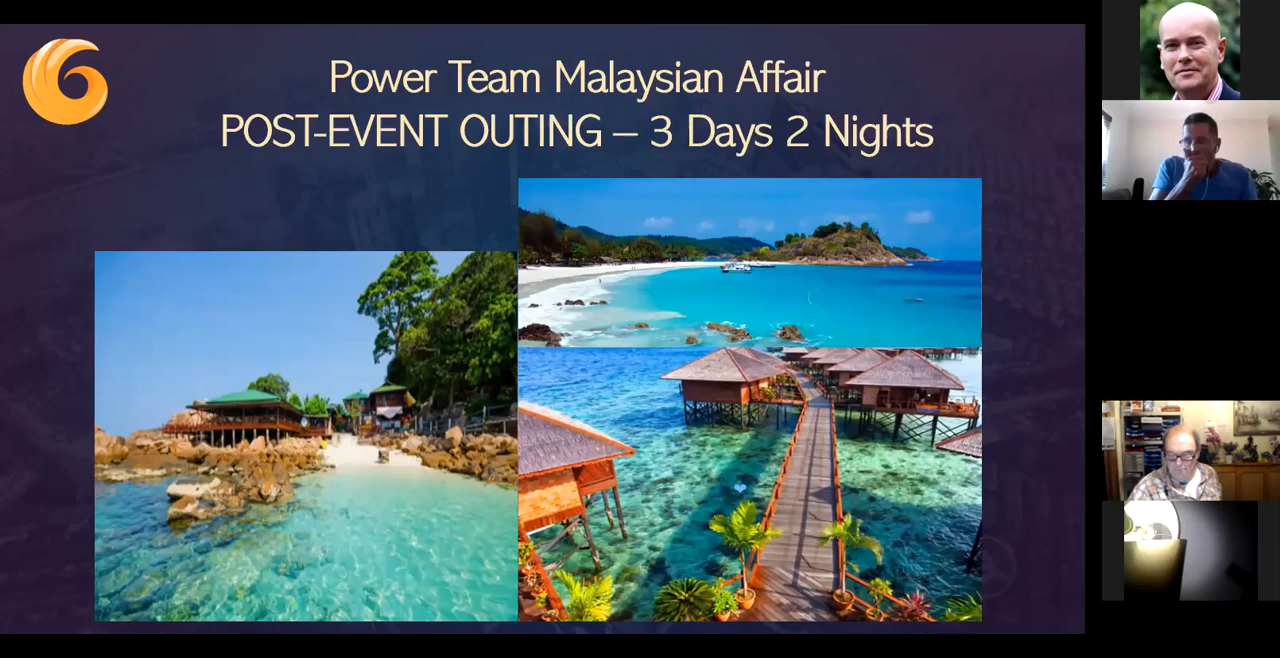 Power Team Malaysian Affair
POST-EVENT OUTING – 3 Days 2 Nights